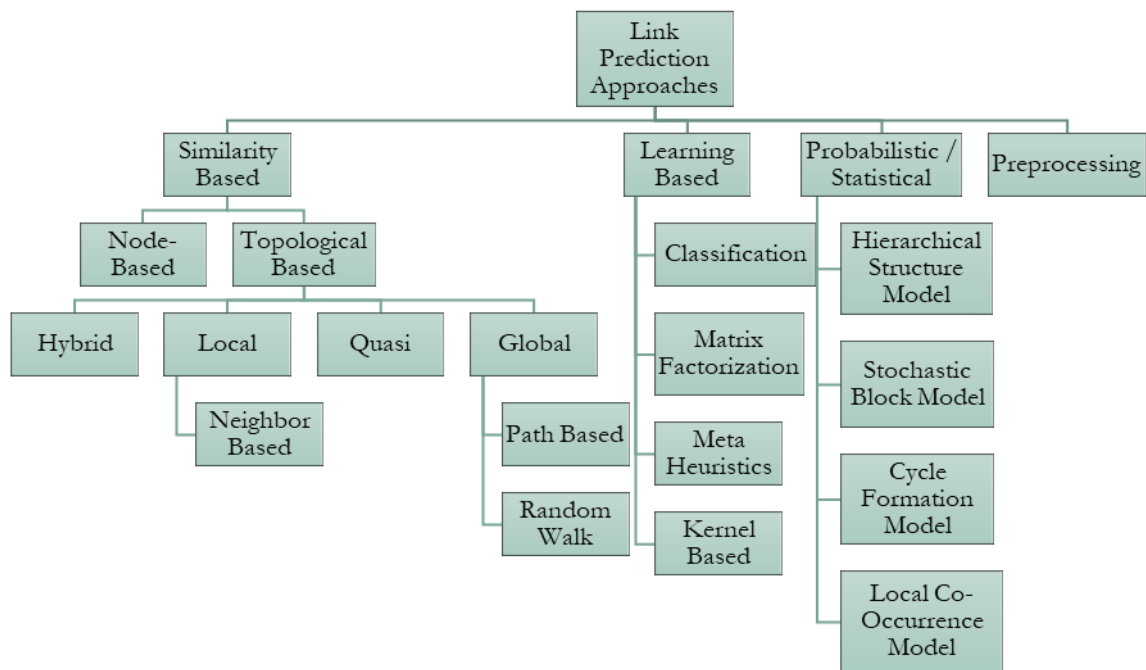 Link
Prediction
Approaches
Similarity
Based
Learning
Based
Probabilistic /
Statistical
Preprocessing
Node-
Based
Topological
Based
Hybrid
Local
Quasi
Global
Neighbor
Based
Path Based
Random
Walk
Classification
Matrix
Factorization
Meta
Heuristics
Kernel
Based
Hierarchical
Structure
Model
Stochastic
Block Model
Cycle
Formation
Model
Local Co-
Occurrence
Model